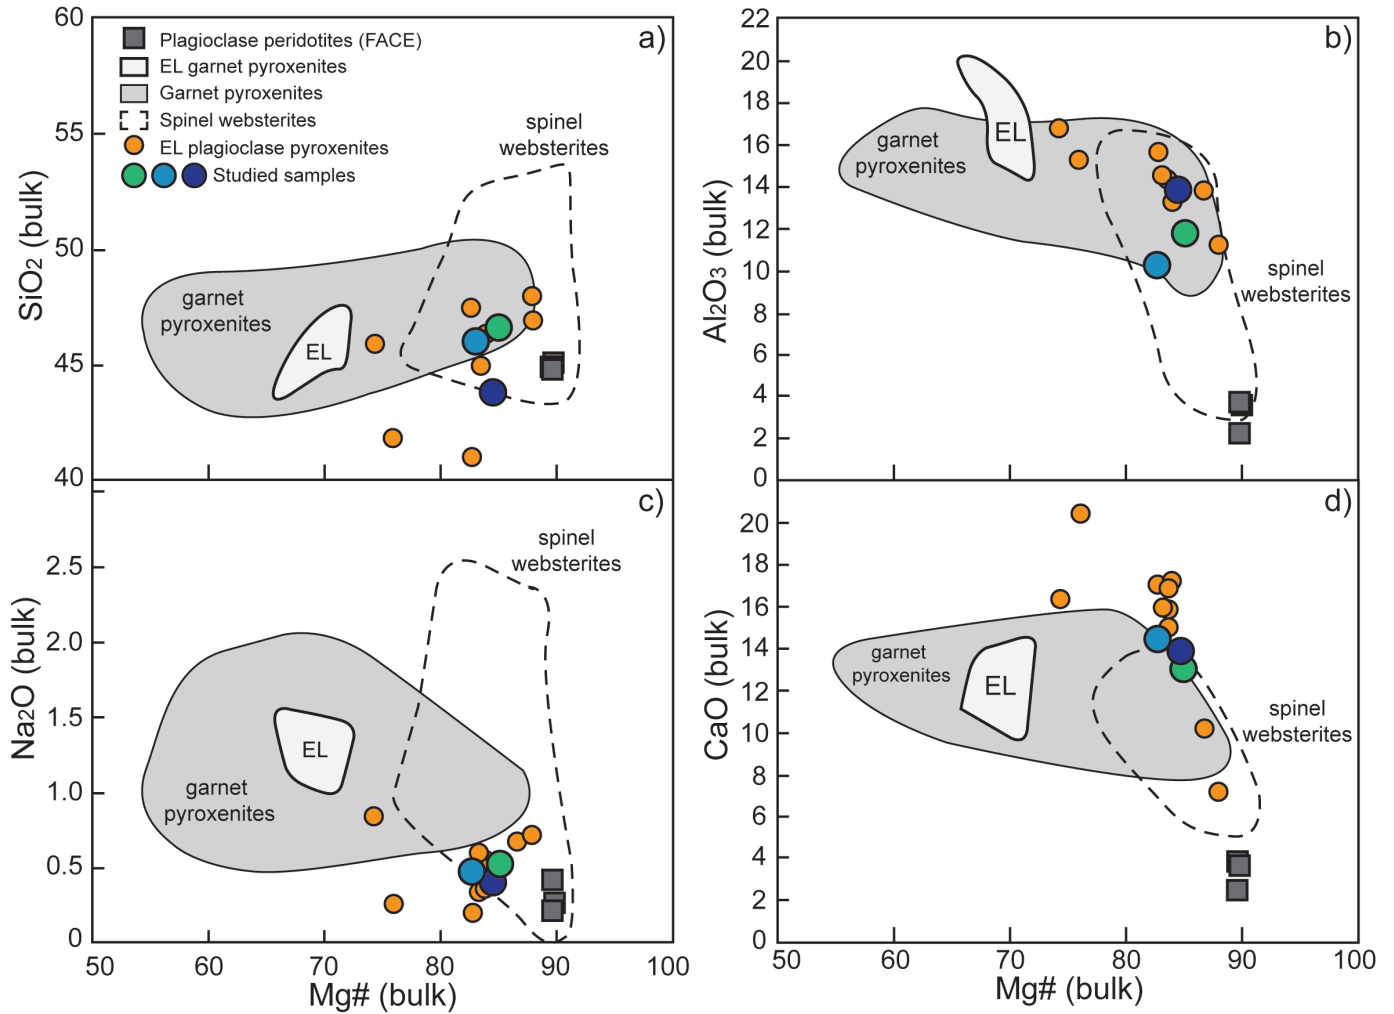 60
55
50
45
40
SiO2 (bulk)
a)
Plagioclase peridotites (FACE)
EL garnet pyroxenites
Garnet pyroxenites
Spinel websterites
EL plagioclase pyroxenites
Studied samples
spinel
websterites
garnet
pyroxenites
EL
22
20
18
16
14
12
10
8
6
4
2
0
Al2O3 (bulk)
b)
EL
garnet
pyroxenites
spinel
websterites
2.5
2.0
1.5
1.0
0.5
0
Na2O (bulk)
c)
spinel
websterites
EL
garnet
pyroxenites
50
60
70
80
90
100
Mg# (bulk)
20
18
16
14
12
10
8
6
4
2
0
CaO (bulk)
d)
garnet
pyroxenites
EL
spinel
websterites
50
60
70
80
90
100
Mg# (bulk)